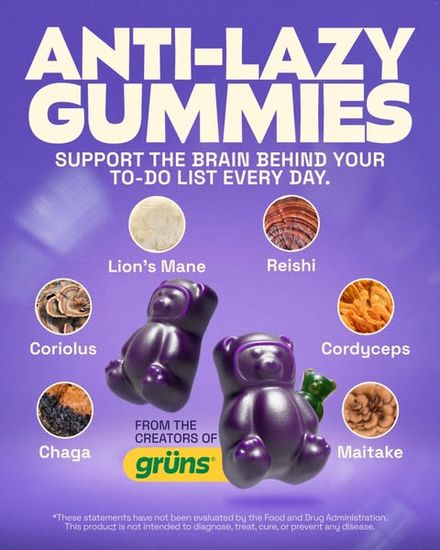 ANTI-LAZY
GUMMIES
SUPPORT THE BRAIN BEHIND YOUR
TO-DO LIST EVERY DAY.
Lion's Mane
Reishi
Coriolus
Cordyceps
Chaga
Maitake
FROM THE
CREATORS OF
grüns®
*These statements have not been evaluated by the Food and Drug Administration.
This product is not intended to diagnose, treat, cure, or prevent any disease.